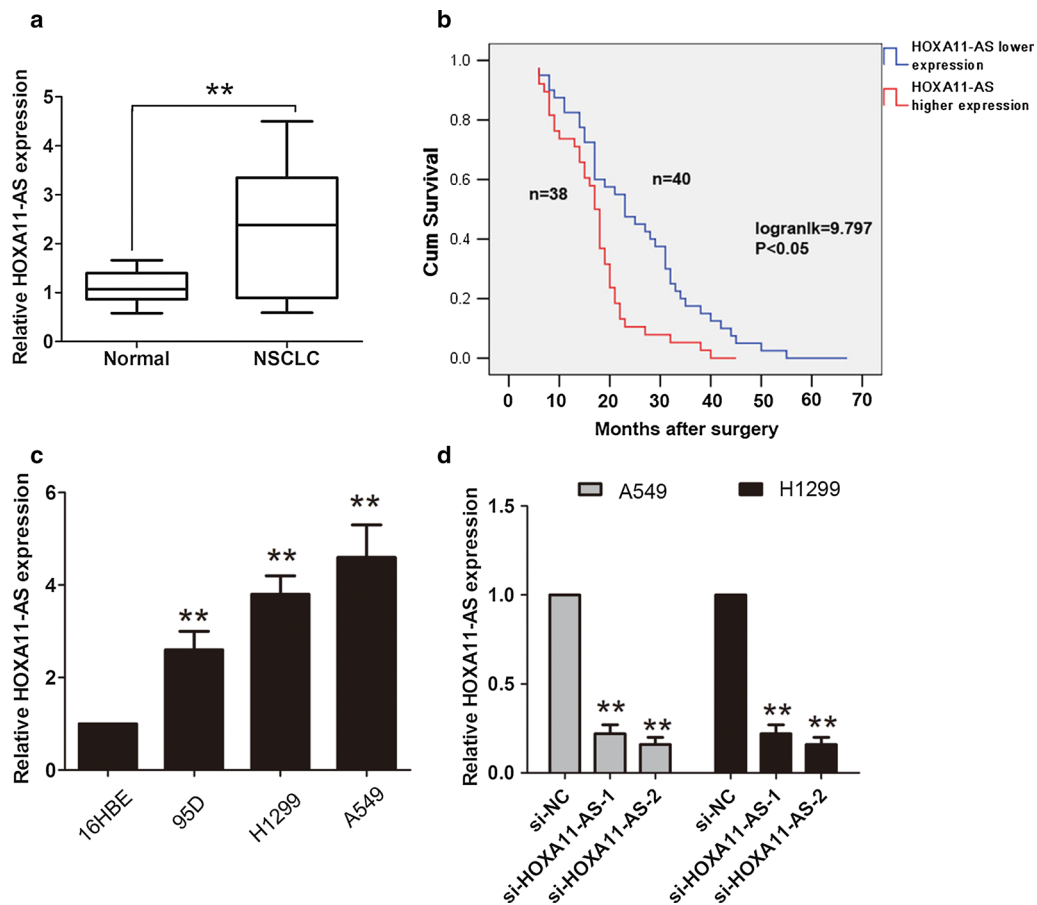 a
Relative HOXA11-AS expression
5
4
3
2
1
0
**
Normal
NSCLC
b
Cum Survival
1.0
0.8
0.6
0.4
0.2
0.0
n=38
n=40
logranlk=9.797
P<0.05
0 10 20 30 40 50 60 70
Months after surgery
HOXA11-AS lower
expression
HOXA11-AS
higher expression
c
Relative HOXA11-AS expression
6
4
2
0
**
**
**
16HBE
95D
H1299
A549
d
A549
H1299
Relative HOXA11-AS expression
1.5
1.0
0.5
0.0
**
**
**
**
si-NC
si-HOXA11-AS-1
si-HOXA11-AS-2
si-NC
si-HOXA11-AS-1
si-HOXA11-AS-2